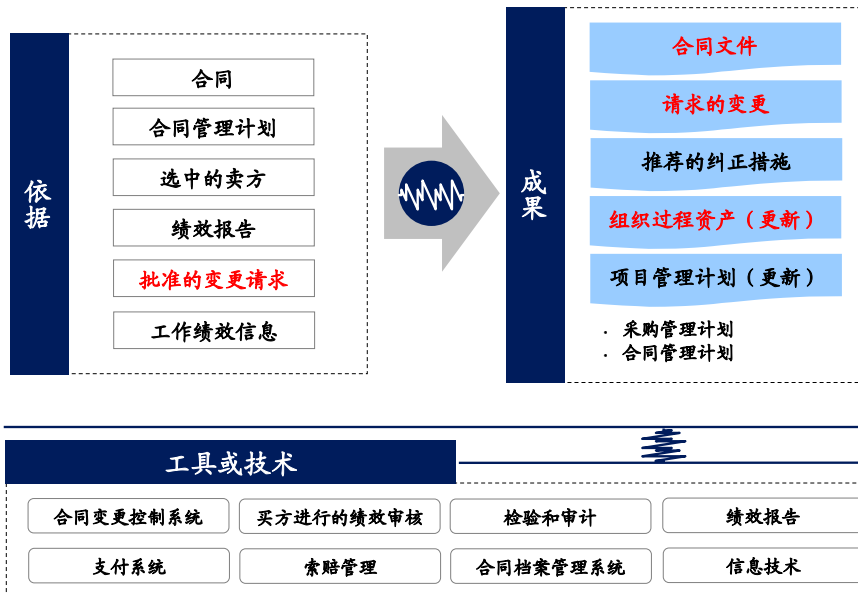 依据
合同
合同管理计划
选中的卖方
绩效报告
批准的变更请求
工作绩效信息
成果
合同文件
请求的变更
推荐的纠正措施
组织过程资产（更新）
项目管理计划（更新）
. 采购管理计划
. 合同管理计划
工具或技术
合同变更控制系统
买方进行的绩效审核
检验和审计
绩效报告
支付系统
索赔管理
合同档案管理系统
信息技术